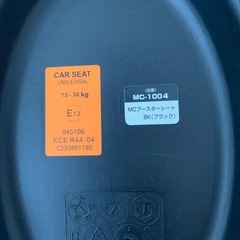 CAR SEAT
UNIVERSAL
15 - 36 kg
E13
045106
ECE R44. 04
C230801780
(品番)
MC-1004
MCブースターシート
BK(ブラック)